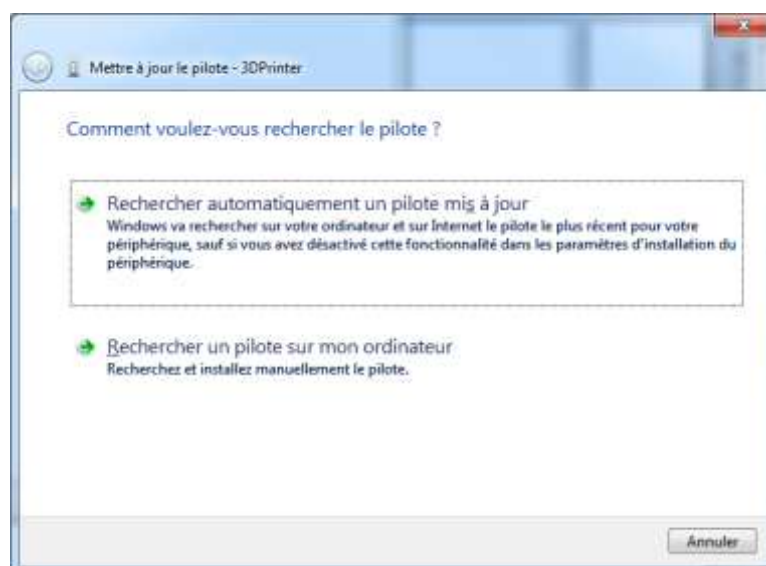 Mettre à jour le pilote - 3DPrinter
Comment voulez-vous rechercher le pilote ?
Rechercher automatiquement un pilote mis à jour
Windows va rechercher sur votre ordinateur et sur Internet le pilote le plus récent pour votre
périphérique, sauf si vous avez désactivé cette fonctionnalité dans les paramètres d'installation du
périphérique.
Rechercher un pilote sur mon ordinateur
Recherchez et installez manuellement le pilote.
Annuler